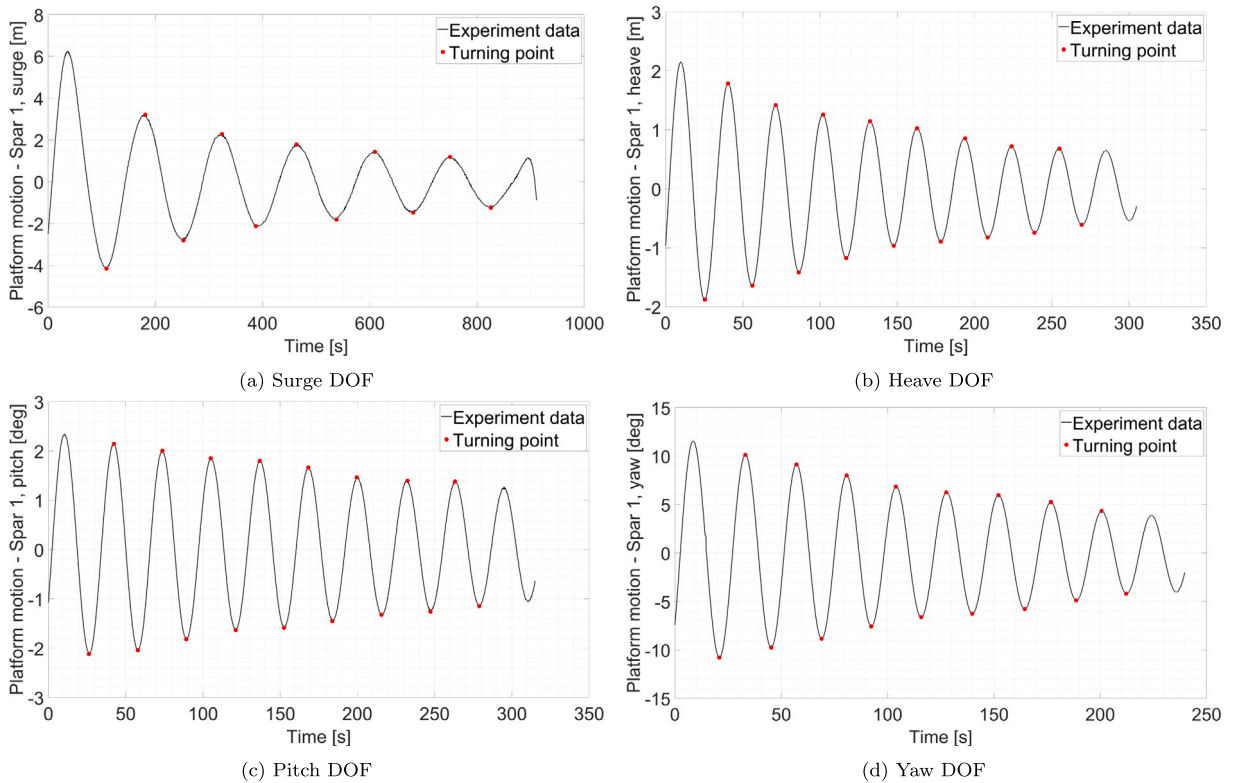 Platform motion - Spar 1, surge [m]
8
6
4
2
0
-2
-4
-6
Experiment data
Turning point
0 200 400 600 800 1000
Time [s]
(a) Surge DOF
Platform motion - Spar 1, heave [m]
3
2
1
0
-1
-2
Experiment data
Turning point
0 50 100 150 200 250 300 350
Time [s]
(b) Heave DOF
Platform motion - Spar 1, pitch [deg]
3
2
1
0
-1
-2
-3
Experiment data
Turning point
0 50 100 150 200 250 300 350
Time [s]
(c) Pitch DOF
Platform motion - Spar 1, yaw [deg]
15
10
5
0
-5
-10
-15
Experiment data
Turning point
0 50 100 150 200 250
Time [s]
(d) Yaw DOF